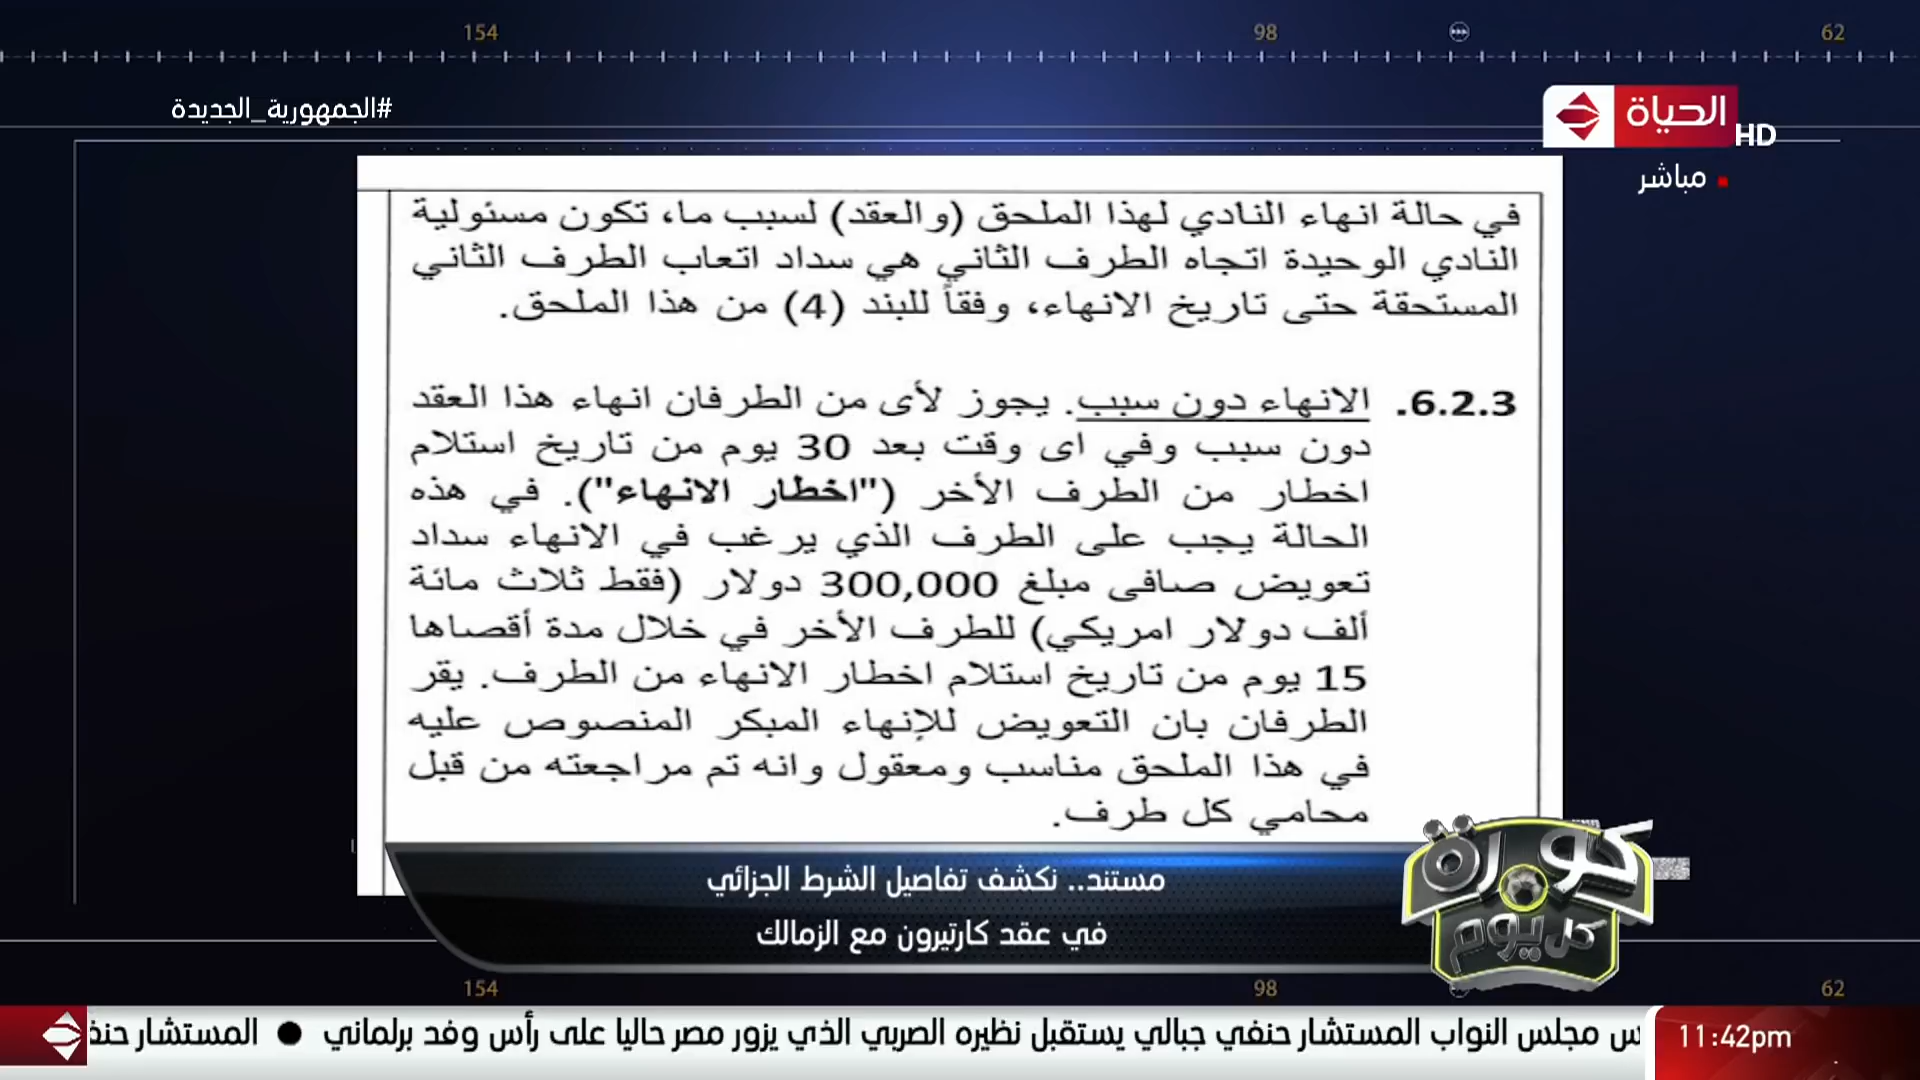 154 98 62
#الجمهورية_الجديدة
الحياة
HD
مباشر
في حالة انهاء النادي لهذا الملحق (والعقد) لسبب ما، تكون مسئولية
النادي الوحيدة اتجاه الطرف الثاني هي سداد اتعاب الطرف الثاني
المستحقة حتى تاريخ الانهاء، وفقاً للبند (4) من هذا الملحق.
6.2.3. الانهاء دون سبب. يجوز لأى من الطرفان انهاء هذا العقد
دون سبب وفي اى وقت بعد 30 يوم من تاريخ استلام
اخطار من الطرف الأخر ("اخطار الانهاء"). في هذه
الحالة يجب على الطرف الذي يرغب في الانهاء سداد
تعويض صافى مبلغ 300,000 دولار (فقط ثلاث مائة
ألف دولار امريكي) للطرف الأخر في خلال مدة أقصاها
15 يوم من تاريخ استلام اخطار الانهاء من الطرف. يقر
الطرفان بان التعويض للإنهاء المبكر المنصوص عليه
في هذا الملحق مناسب ومعقول وانه تم مراجعته من قبل
محامي كل طرف.
مستند.. نكشف تفاصيل الشرط الجزائي
في عقد كارتيرون مع الزمالك
كورة
كل يوم
154 98 62
س مجلس النواب المستشار حنفي جبالي يستقبل نظيره الصربي الذي يزور مصر حاليا على رأس وفد برلماني ● المستشار حنف
11:42pm